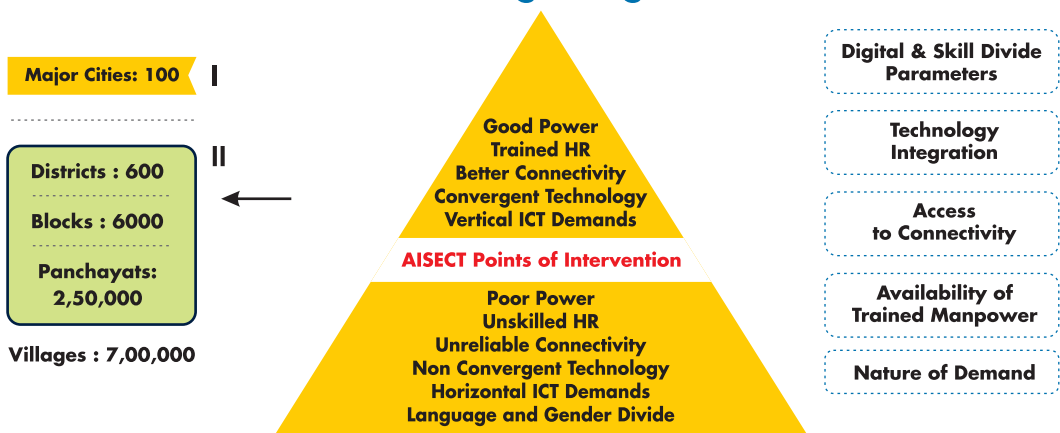 Major Cities: 100
I
II
Districts : 600
Blocks : 6000
Panchayats:
2,50,000
Villages : 7,00,000
Good Power
Trained HR
Better Connectivity
Convergent Technology
Vertical ICT Demands
AISECT Points of Intervention
Poor Power
Unskilled HR
Unreliable Connectivity
Non Convergent Technology
Horizontal ICT Demands
Language and Gender Divide
Digital & Skill Divide
Parameters
Technology
Integration
Access
to Connectivity
Availability of
Trained Manpower
Nature of Demand